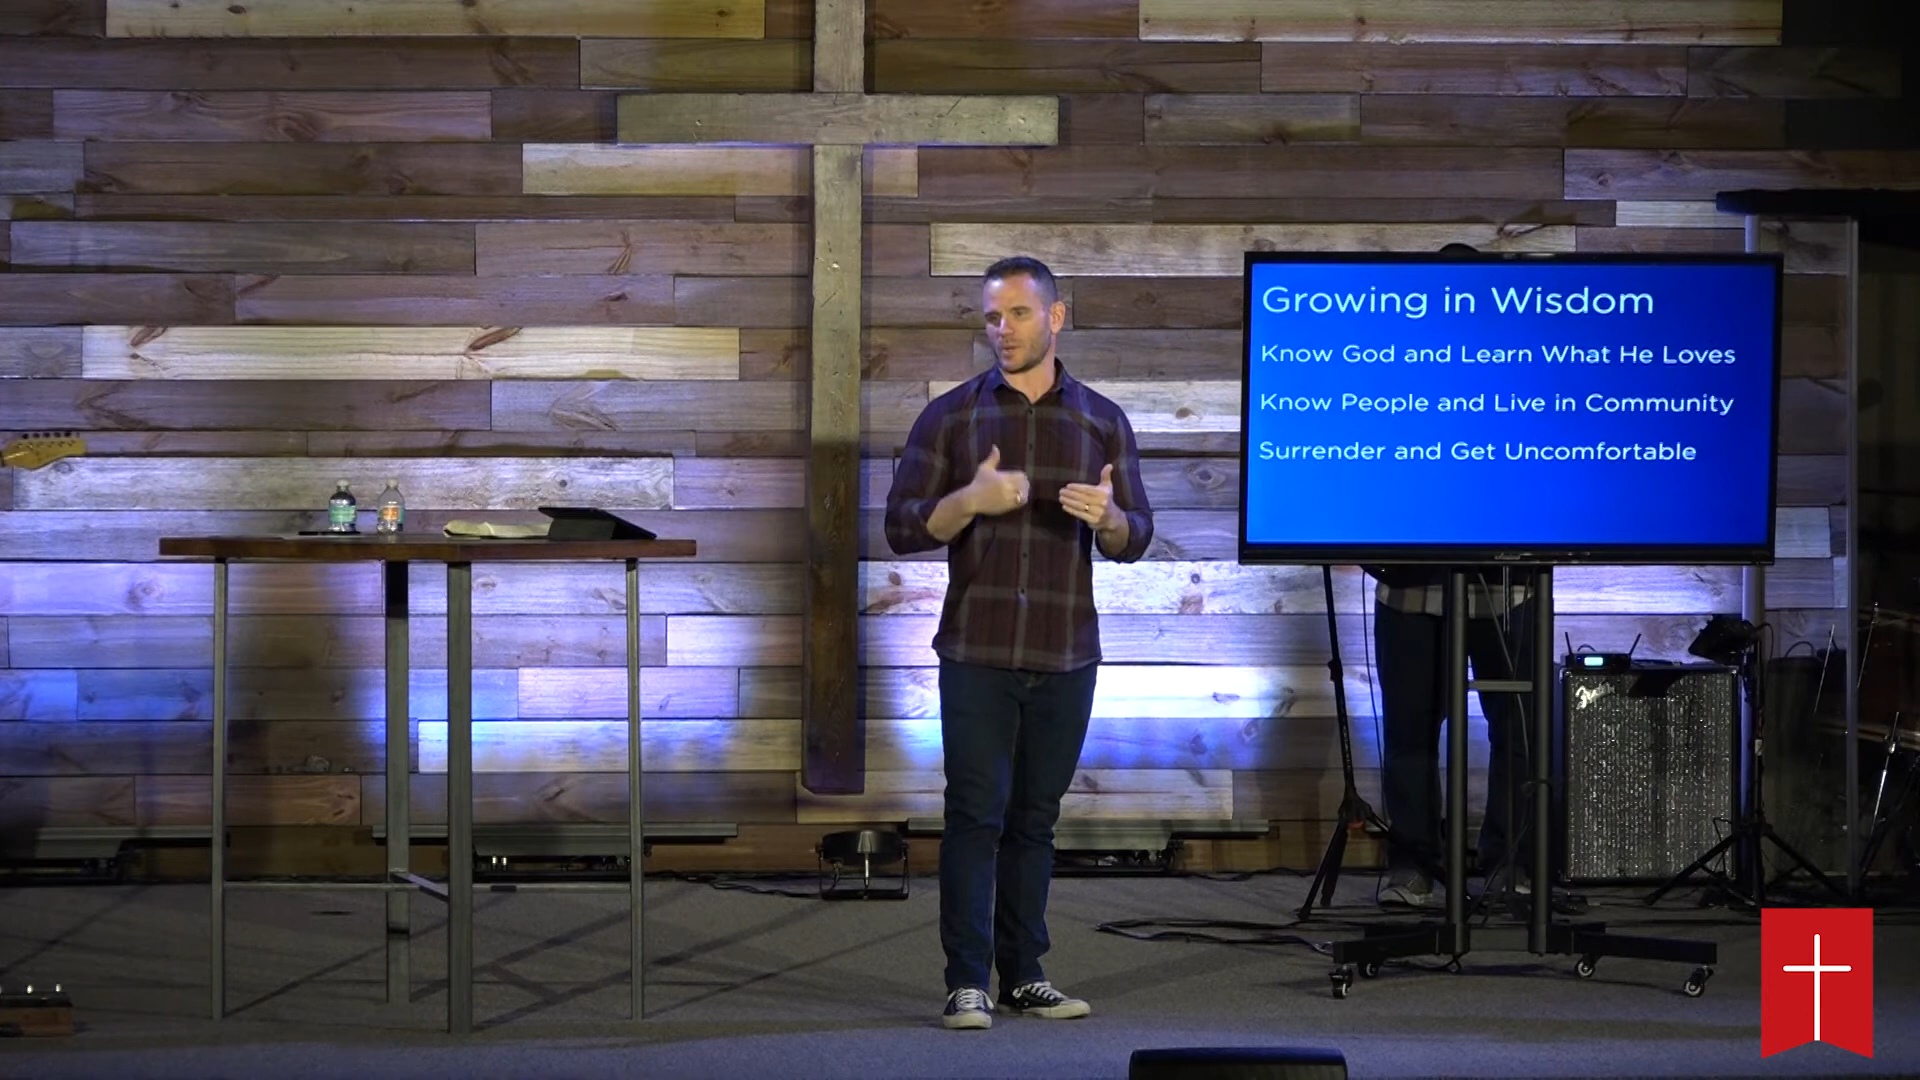 Growing in Wisdom
Know God and Learn What He Loves
Know People and Live in Community
Surrender and Get Uncomfortable
Fender